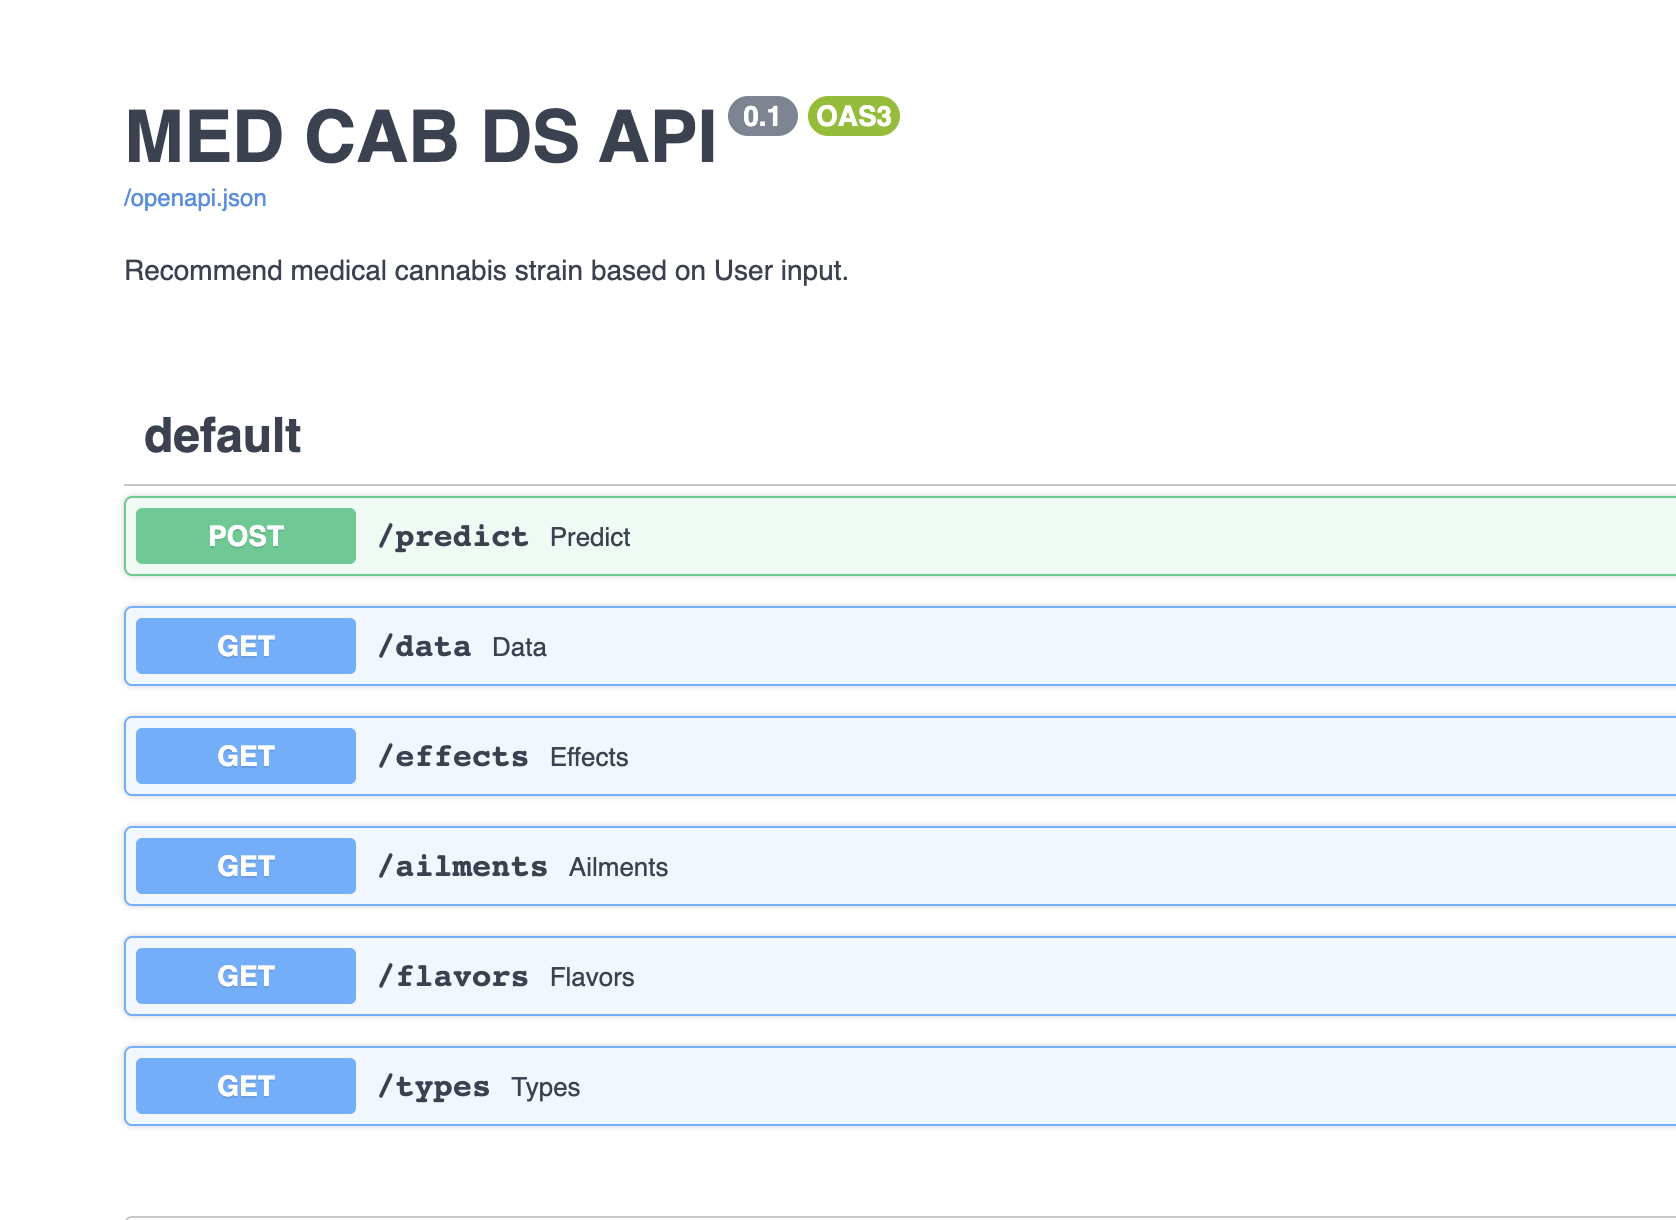 MED CAB DS API 0.1 OAS3
/openapi.json
Recommend medical cannabis strain based on User input.
default
POST /predict Predict
GET /data Data
GET /effects Effects
GET /ailments Ailments
GET /flavors Flavors
GET /types Types